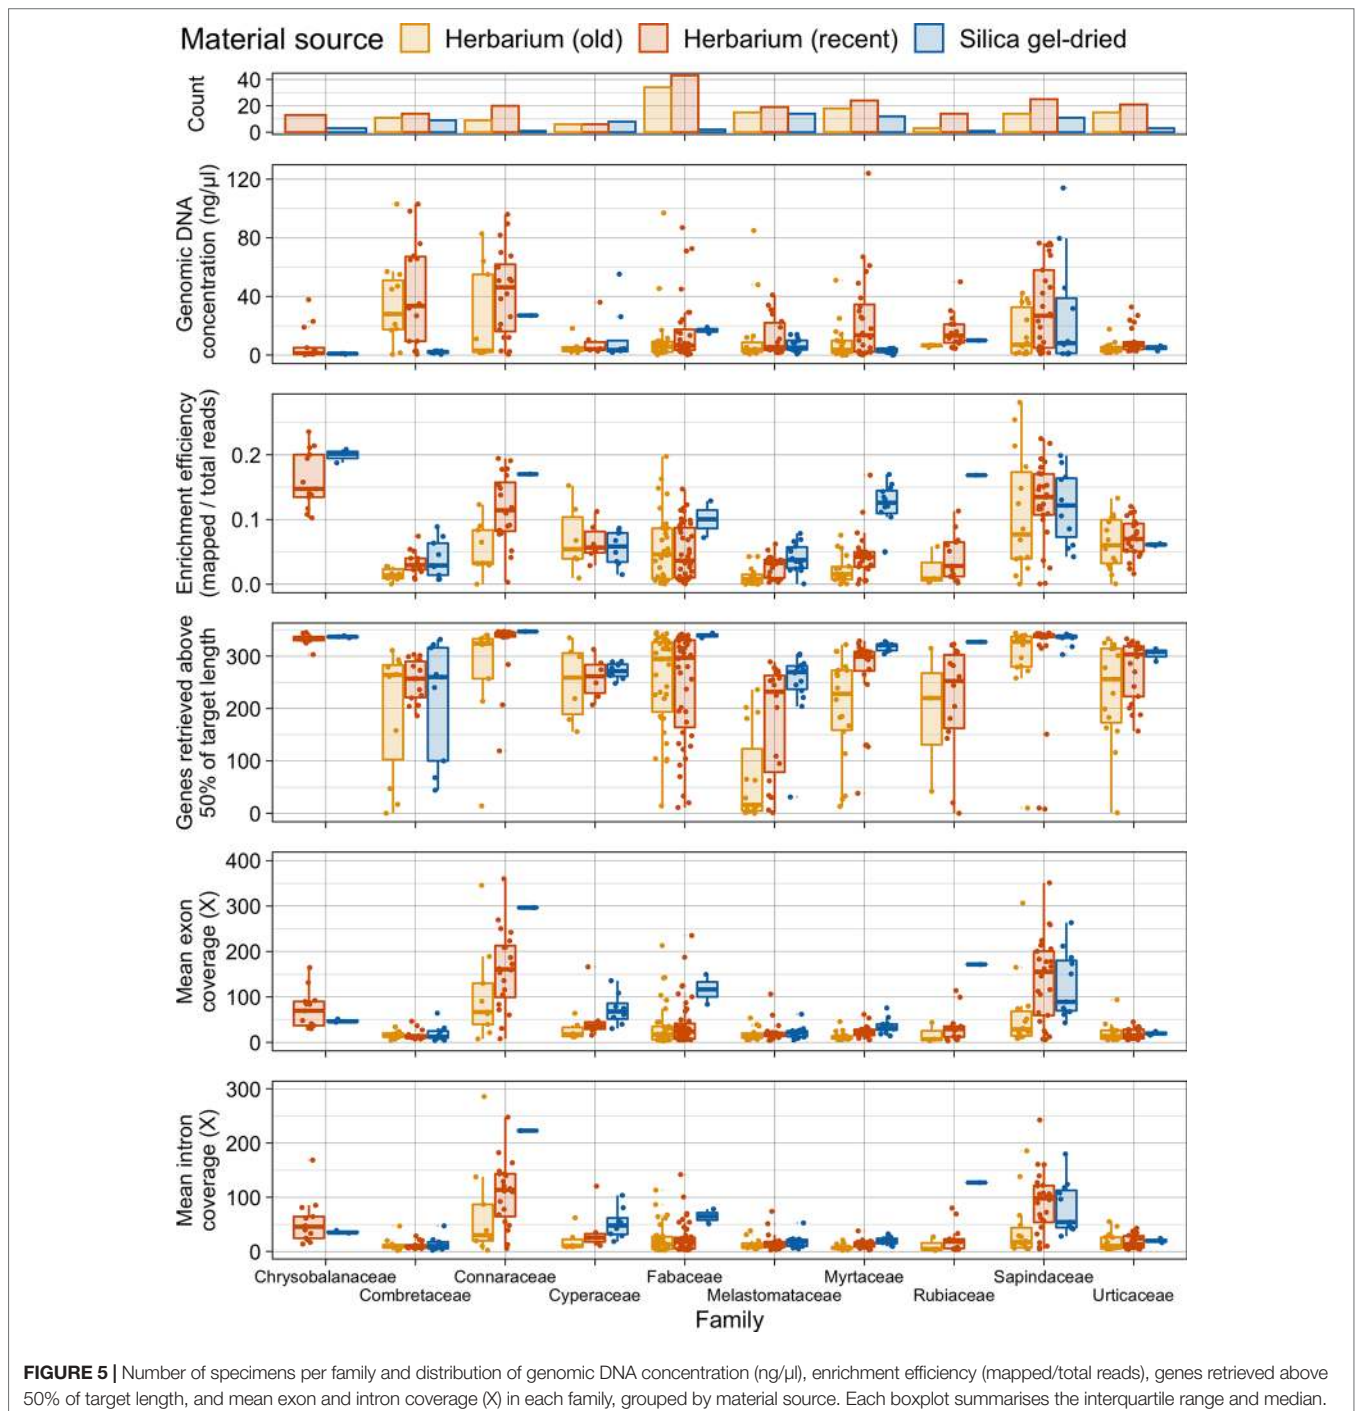 Material source Herbarium (old) Herbarium (recent) Silica gel-dried
Count
40
20
0
Genomic DNA
concentration (ng/µl)
120
80
40
0
Enrichment efficiency
(mapped / total reads)
0.2
0.1
0.0
Genes retrieved above
50% of target length
300
200
100
0
Mean exon
coverage (X)
400
300
200
100
0
Mean intron
coverage (X)
300
200
100
0
Chrysobalanaceae Connaraceae Fabaceae Myrtaceae Sapindaceae
Combretaceae Cyperaceae Melastomataceae Rubiaceae Urticaceae
Family
FIGURE 5 | Number of specimens per family and distribution of genomic DNA concentration (ng/µl), enrichment efficiency (mapped/total reads), genes retrieved above
50% of target length, and mean exon and intron coverage (X) in each family, grouped by material source. Each boxplot summarises the interquartile range and median.